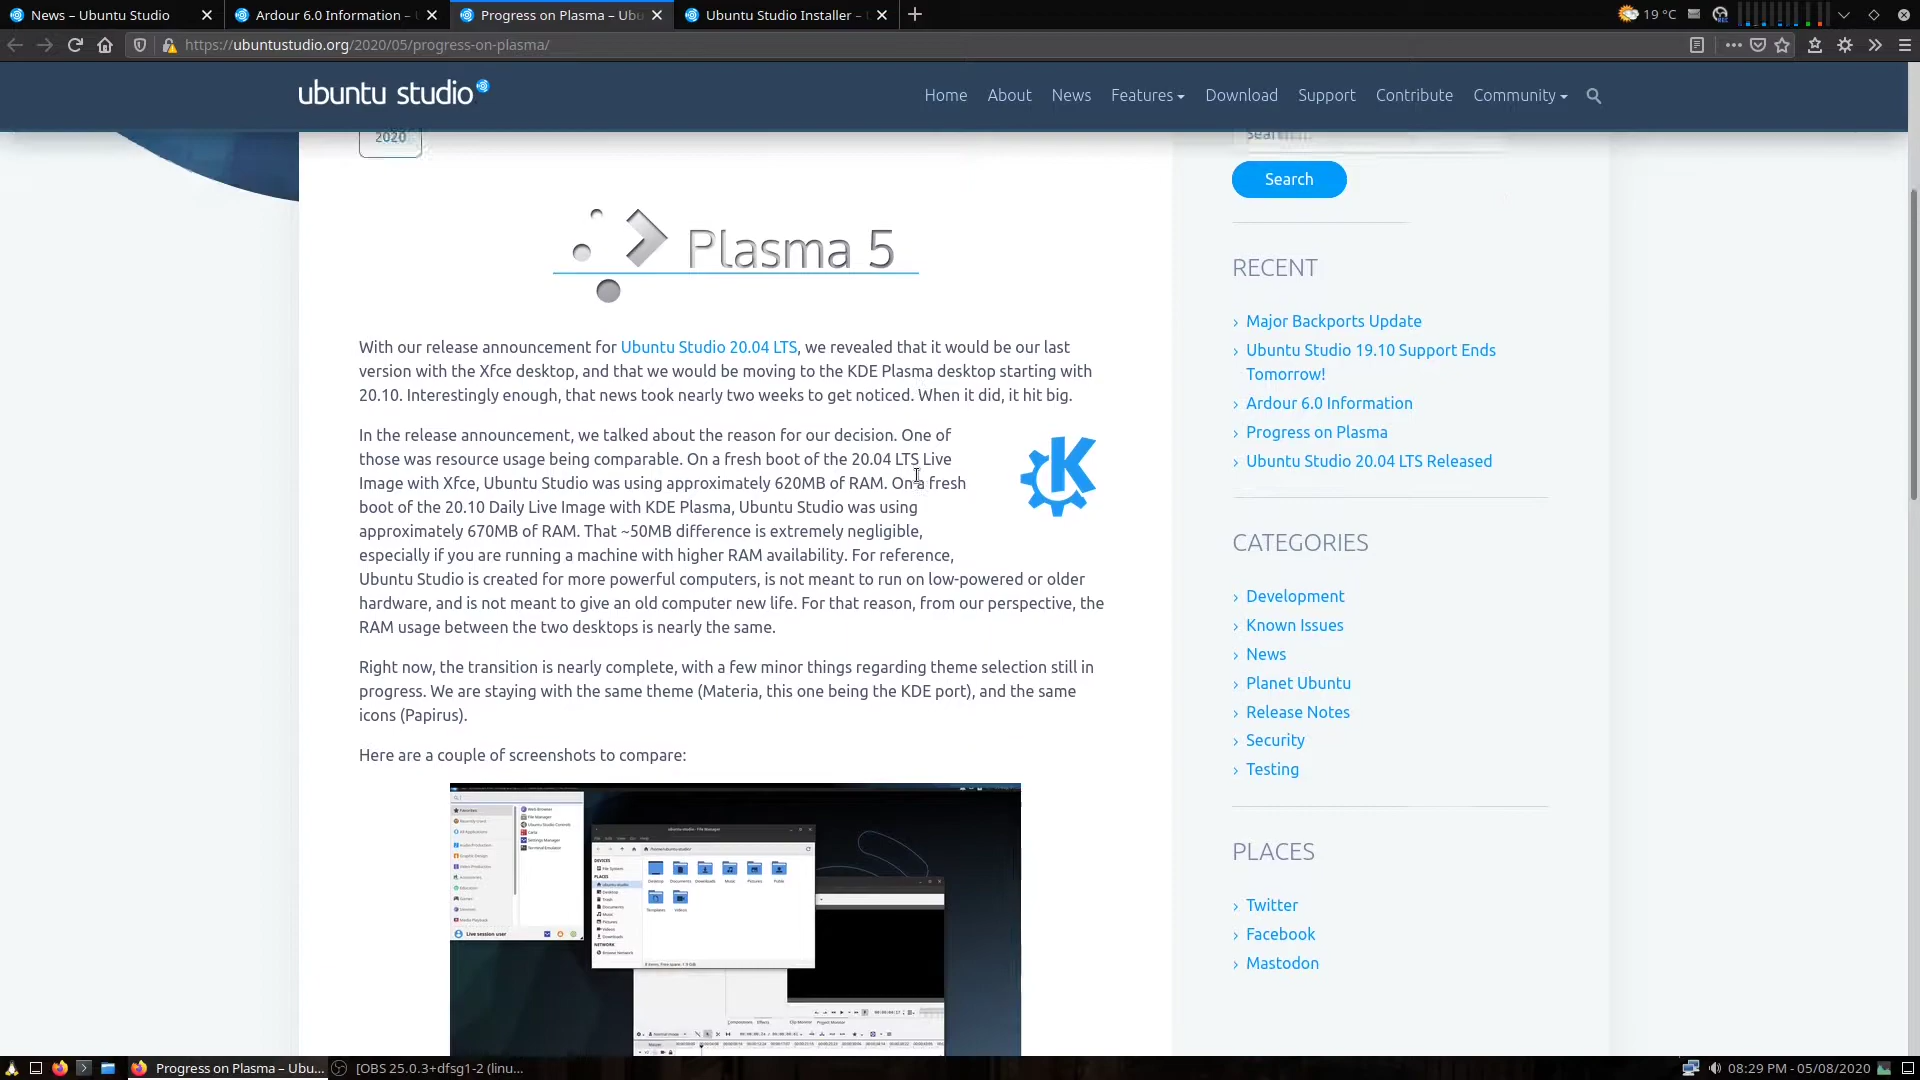 News – Ubuntu Studio
Ardour 6.0 Information –
Progress on Plasma – Ubu
Ubuntu Studio Installer –
19 °C
https://ubuntustudio.org/2020/05/progress-on-plasma/
ubuntu studio
Home
About
News
Features
Download
Support
Contribute
Community
2020
Search
Plasma 5
With our release announcement for Ubuntu Studio 20.04 LTS, we revealed that it would be our last
version with the Xfce desktop, and that we would be moving to the KDE Plasma desktop starting with
20.10. Interestingly enough, that news took nearly two weeks to get noticed. When it did, it hit big.
In the release announcement, we talked about the reason for our decision. One of
those was resource usage being comparable. On a fresh boot of the 20.04 LTS Live
Image with Xfce, Ubuntu Studio was using approximately 620MB of RAM. On a fresh
boot of the 20.10 Daily Live Image with KDE Plasma, Ubuntu Studio was using
approximately 670MB of RAM. That ~50MB difference is extremely negligible,
especially if you are running a machine with higher RAM availability. For reference,
Ubuntu Studio is created for more powerful computers, is not meant to run on low-powered or older
hardware, and is not meant to give an old computer new life. For that reason, from our perspective, the
RAM usage between the two desktops is nearly the same.
Right now, the transition is nearly complete, with a few minor things regarding theme selection still in
progress. We are staying with the same theme (Materia, this one being the KDE port), and the same
icons (Papirus).
Here are a couple of screenshots to compare:
Live session user
RECENT
Major Backports Update
Ubuntu Studio 19.10 Support Ends
Tomorrow!
Ardour 6.0 Information
Progress on Plasma
Ubuntu Studio 20.04 LTS Released
CATEGORIES
Development
Known Issues
News
Planet Ubuntu
Release Notes
Security
Testing
PLACES
Twitter
Facebook
Mastodon
Progress on Plasma – Ubu...
[OBS 25.0.3+dfsg1-2 (linu...
08:29 PM - 05/08/2020